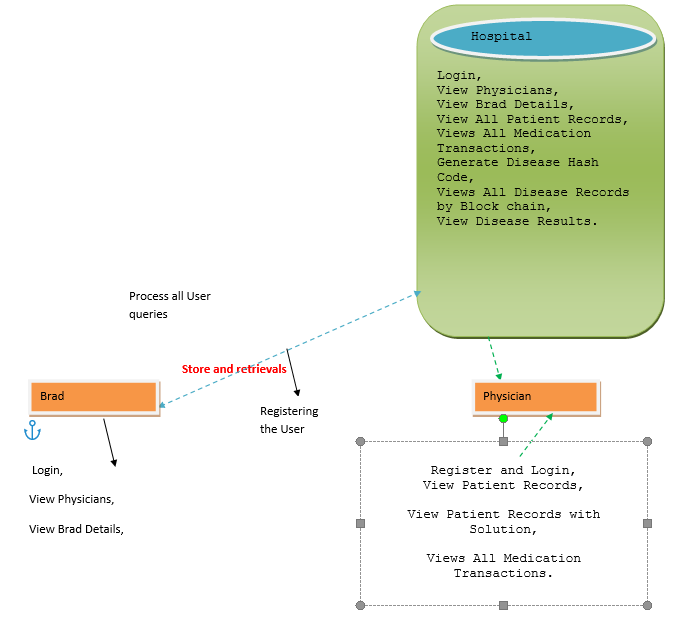 Hospital
Login,
View Physicians,
View Brad Details,
View All Patient Records,
Views All Medication
Transactions,
Generate Disease Hash
Code,
Views All Disease Records
by Block chain,
View Disease Results.
Process all User
queries
Store and retrievals
Registering
the User
Brad
Login,
View Physicians,
View Brad Details,
Physician
Register and Login,
View Patient Records,
View Patient Records with
Solution,
Views All Medication
Transactions.